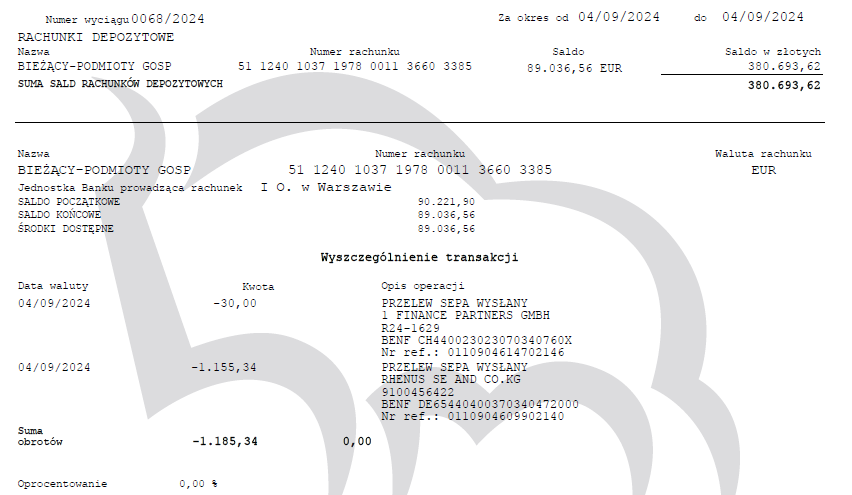 Numer wyciągu 0068/2024 Za okres od 04/09/2024 do 04/09/2024
RACHUNKI DEPOZYTOWE
Nazwa Numer rachunku Saldo Saldo w złotych
BIEŻĄCY-PODMIOTY GOSP 51 1240 1037 1978 0011 3660 3385 89.036,56 EUR 380.693,62
SUMA SALD RACHUNKÓW DEPOZYTOWYCH 380.693,62
Nazwa Numer rachunku Waluta rachunku
BIEŻĄCY-PODMIOTY GOSP 51 1240 1037 1978 0011 3660 3385 EUR
Jednostka Banku prowadząca rachunek I O. w Warszawie
SALDO POCZĄTKOWE 90.221,90
SALDO KOŃCOWE 89.036,56
ŚRODKI DOSTĘPNE 89.036,56
Wyszczególnienie transakcji
Data waluty Kwota Opis operacji
04/09/2024 -30,00 PRZELEW SEPA WYSŁANY
1 FINANCE PARTNERS GMBH
R24-1629
BENF CH440023023070340760X
Nr ref.: 0110904614702146
04/09/2024 -1.155,34 PRZELEW SEPA WYSŁANY
RHENUS SE AND CO.KG
9100456422
BENF DE65440400370340472000
Nr ref.: 0110904609902140
Suma
obrotów -1.185,34 0,00
Oprocentowanie 0,00 %